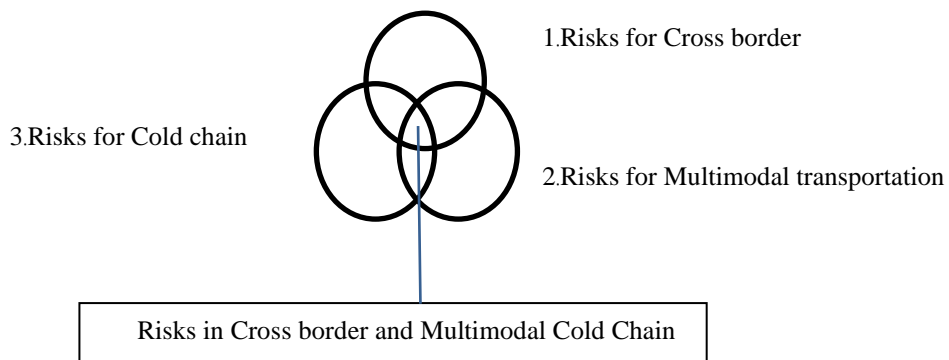 1.Risks for Cross border
3.Risks for Cold chain
2.Risks for Multimodal transportation
Risks in Cross border and Multimodal Cold Chain